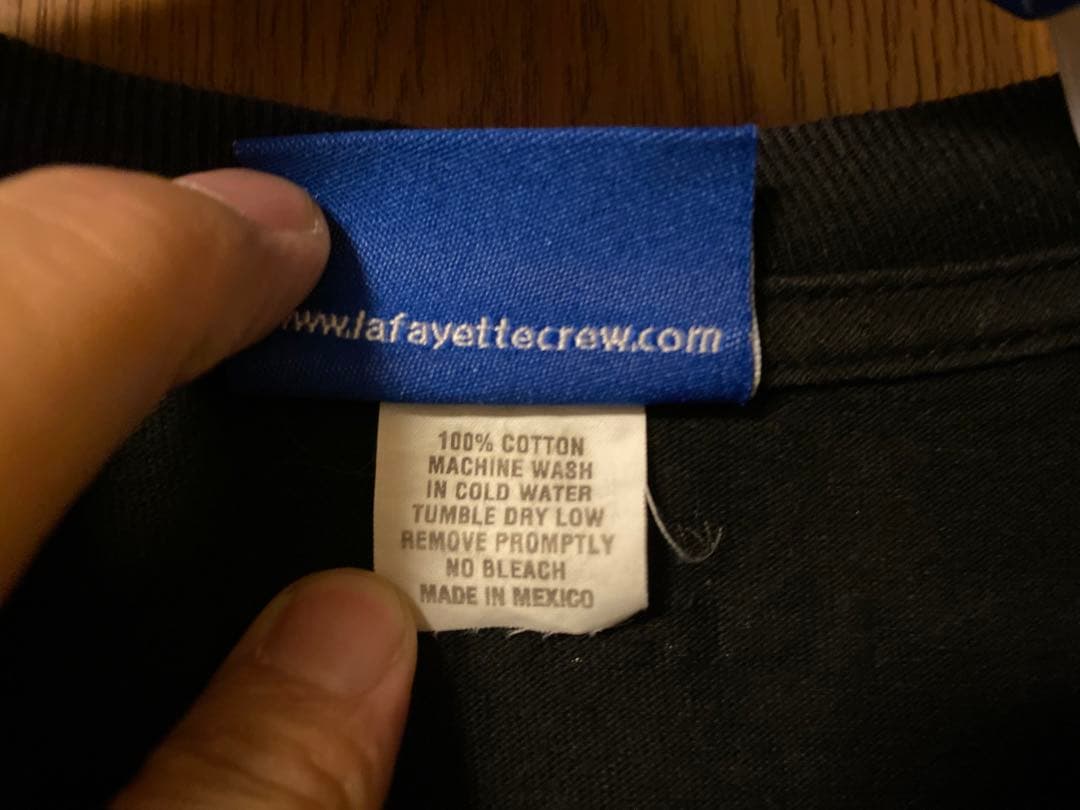 www.lafayettecrew.com
100% COTTON
MACHINE WASH
IN COLD WATER
TUMBLE DRY LOW
REMOVE PROMPTLY
NO BLEACH
MADE IN MEXICO